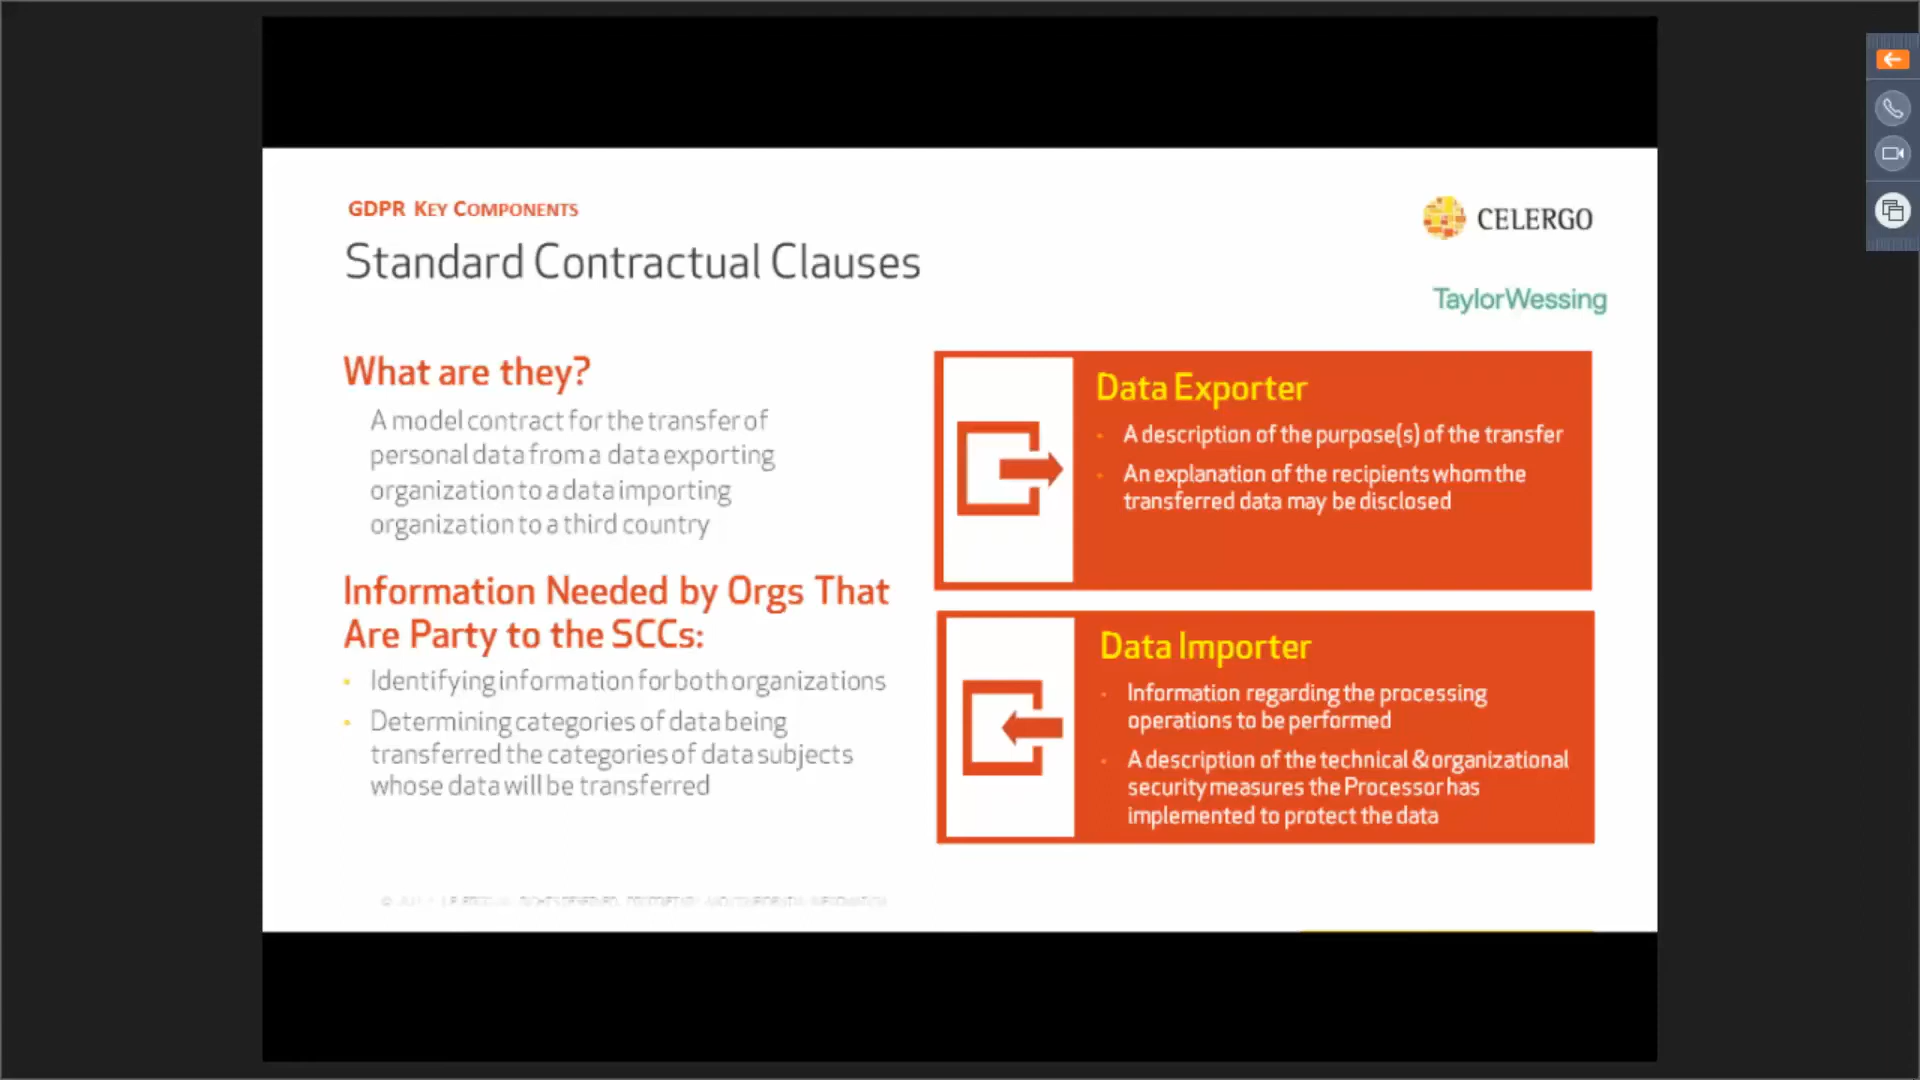 GDPR KEY COMPONENTS
Standard Contractual Clauses
CELERGO
TaylorWessing
What are they?
A model contract for the transfer of
personal data from a data exporting
organization to a data importing
organization to a third country
Information Needed by Orgs That
Are Party to the SCCs:
Identifying information for both organizations
Determining categories of data being
transferred the categories of data subjects
whose data will be transferred
Data Exporter
A description of the purpose(s) of the transfer
An explanation of the recipients whom the
transferred data may be disclosed
Data Importer
Information regarding the processing
operations to be performed
A description of the technical & organizational
security measures the Processor has
implemented to protect the data